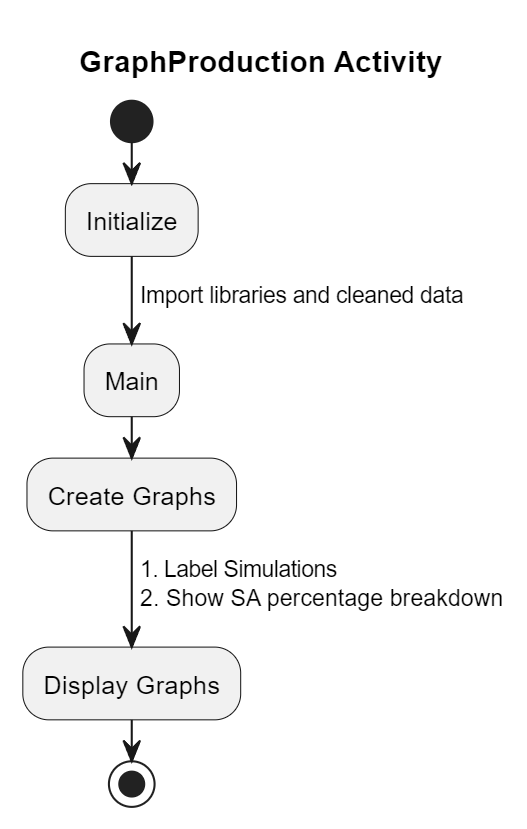 GraphProduction Activity
Initialize
Import libraries and cleaned data
Main
Create Graphs
1. Label Simulations
2. Show SA percentage breakdown
Display Graphs